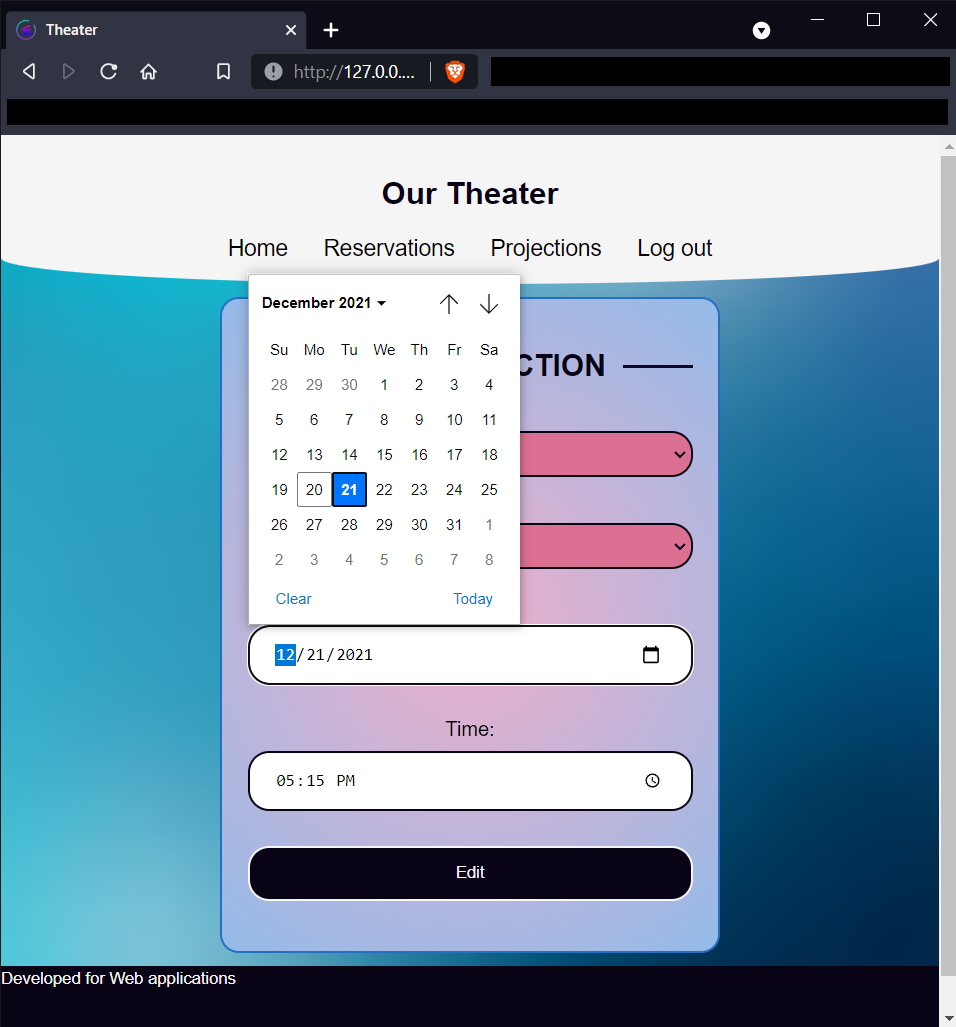 Theater
http://127.0.0....
Our Theater
Home Reservations Projections Log out
December 2021
Su Mo Tu We Th Fr Sa
28 29 30 1 2 3 4
5 6 7 8 9 10 11
12 13 14 15 16 17 18
19 20 21 22 23 24 25
26 27 28 29 30 31 1
2 3 4 5 6 7 8
Clear Today
CTION
12/21/2021
Time:
05:15 PM
Edit
Developed for Web applications